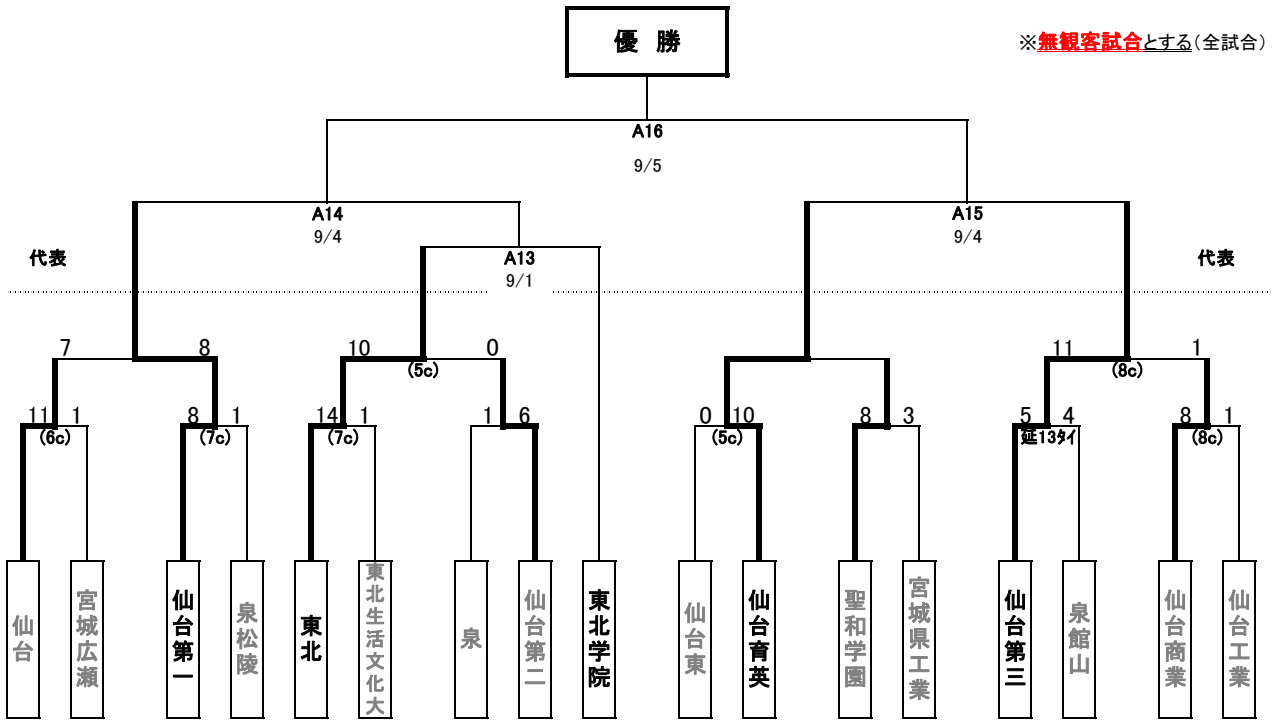 優 勝
※無観客試合とする(全試合)
A16
9/5
A14
9/4
A15
9/4
代表
A13
9/1
代表
7 8 10 0 11 1
(5c) (8c)
11 1 8 1 14 1 1 6 0 10 8 3 5 4 8 1
(6c) (7c) (7c) (5c) 延13タイ (8c)
仙台
宮城広瀬
仙台第一
泉松陵
東北
東北生活文化大
泉
仙台第二
東北学院
仙台東
仙台育英
聖和学園
宮城県工業
仙台第三
泉館山
仙台商業
仙台工業